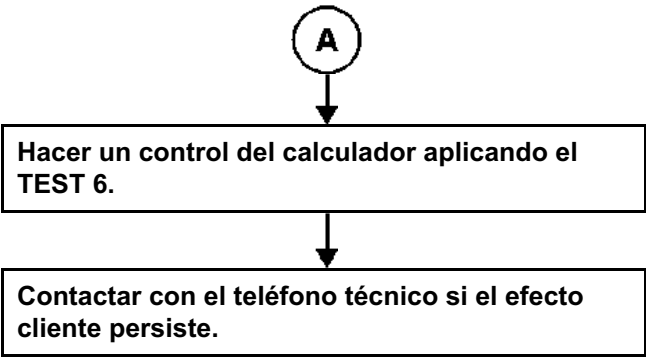 A
Hacer un control del calculador aplicando el
TEST 6.
Contactar con el teléfono técnico si el efecto
cliente persiste.